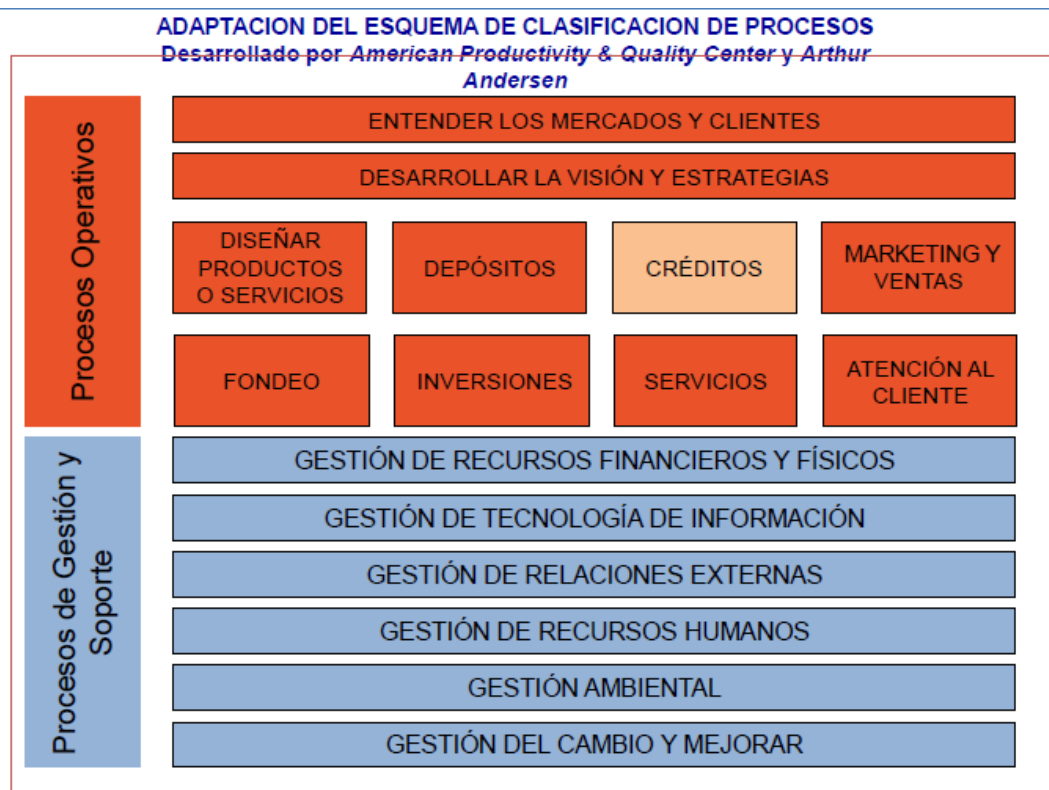 ADAPTACION DEL ESQUEMA DE CLASIFICACION DE PROCESOS
Desarrollado por American Productivity & Quality Center y Arthur
Andersen
Procesos Operativos
ENTENDER LOS MERCADOS Y CLIENTES
DESARROLLAR LA VISIÓN Y ESTRATEGIAS
DISEÑAR
PRODUCTOS
O SERVICIOS
DEPÓSITOS
CRÉDITOS
MARKETING Y
VENTAS
FONDEO
INVERSIONES
SERVICIOS
ATENCIÓN AL
CLIENTE
Procesos de Gestión y
Soporte
GESTIÓN DE RECURSOS FINANCIEROS Y FÍSICOS
GESTIÓN DE TECNOLOGÍA DE INFORMACIÓN
GESTIÓN DE RELACIONES EXTERNAS
GESTIÓN DE RECURSOS HUMANOS
GESTIÓN AMBIENTAL
GESTIÓN DEL CAMBIO Y MEJORAR